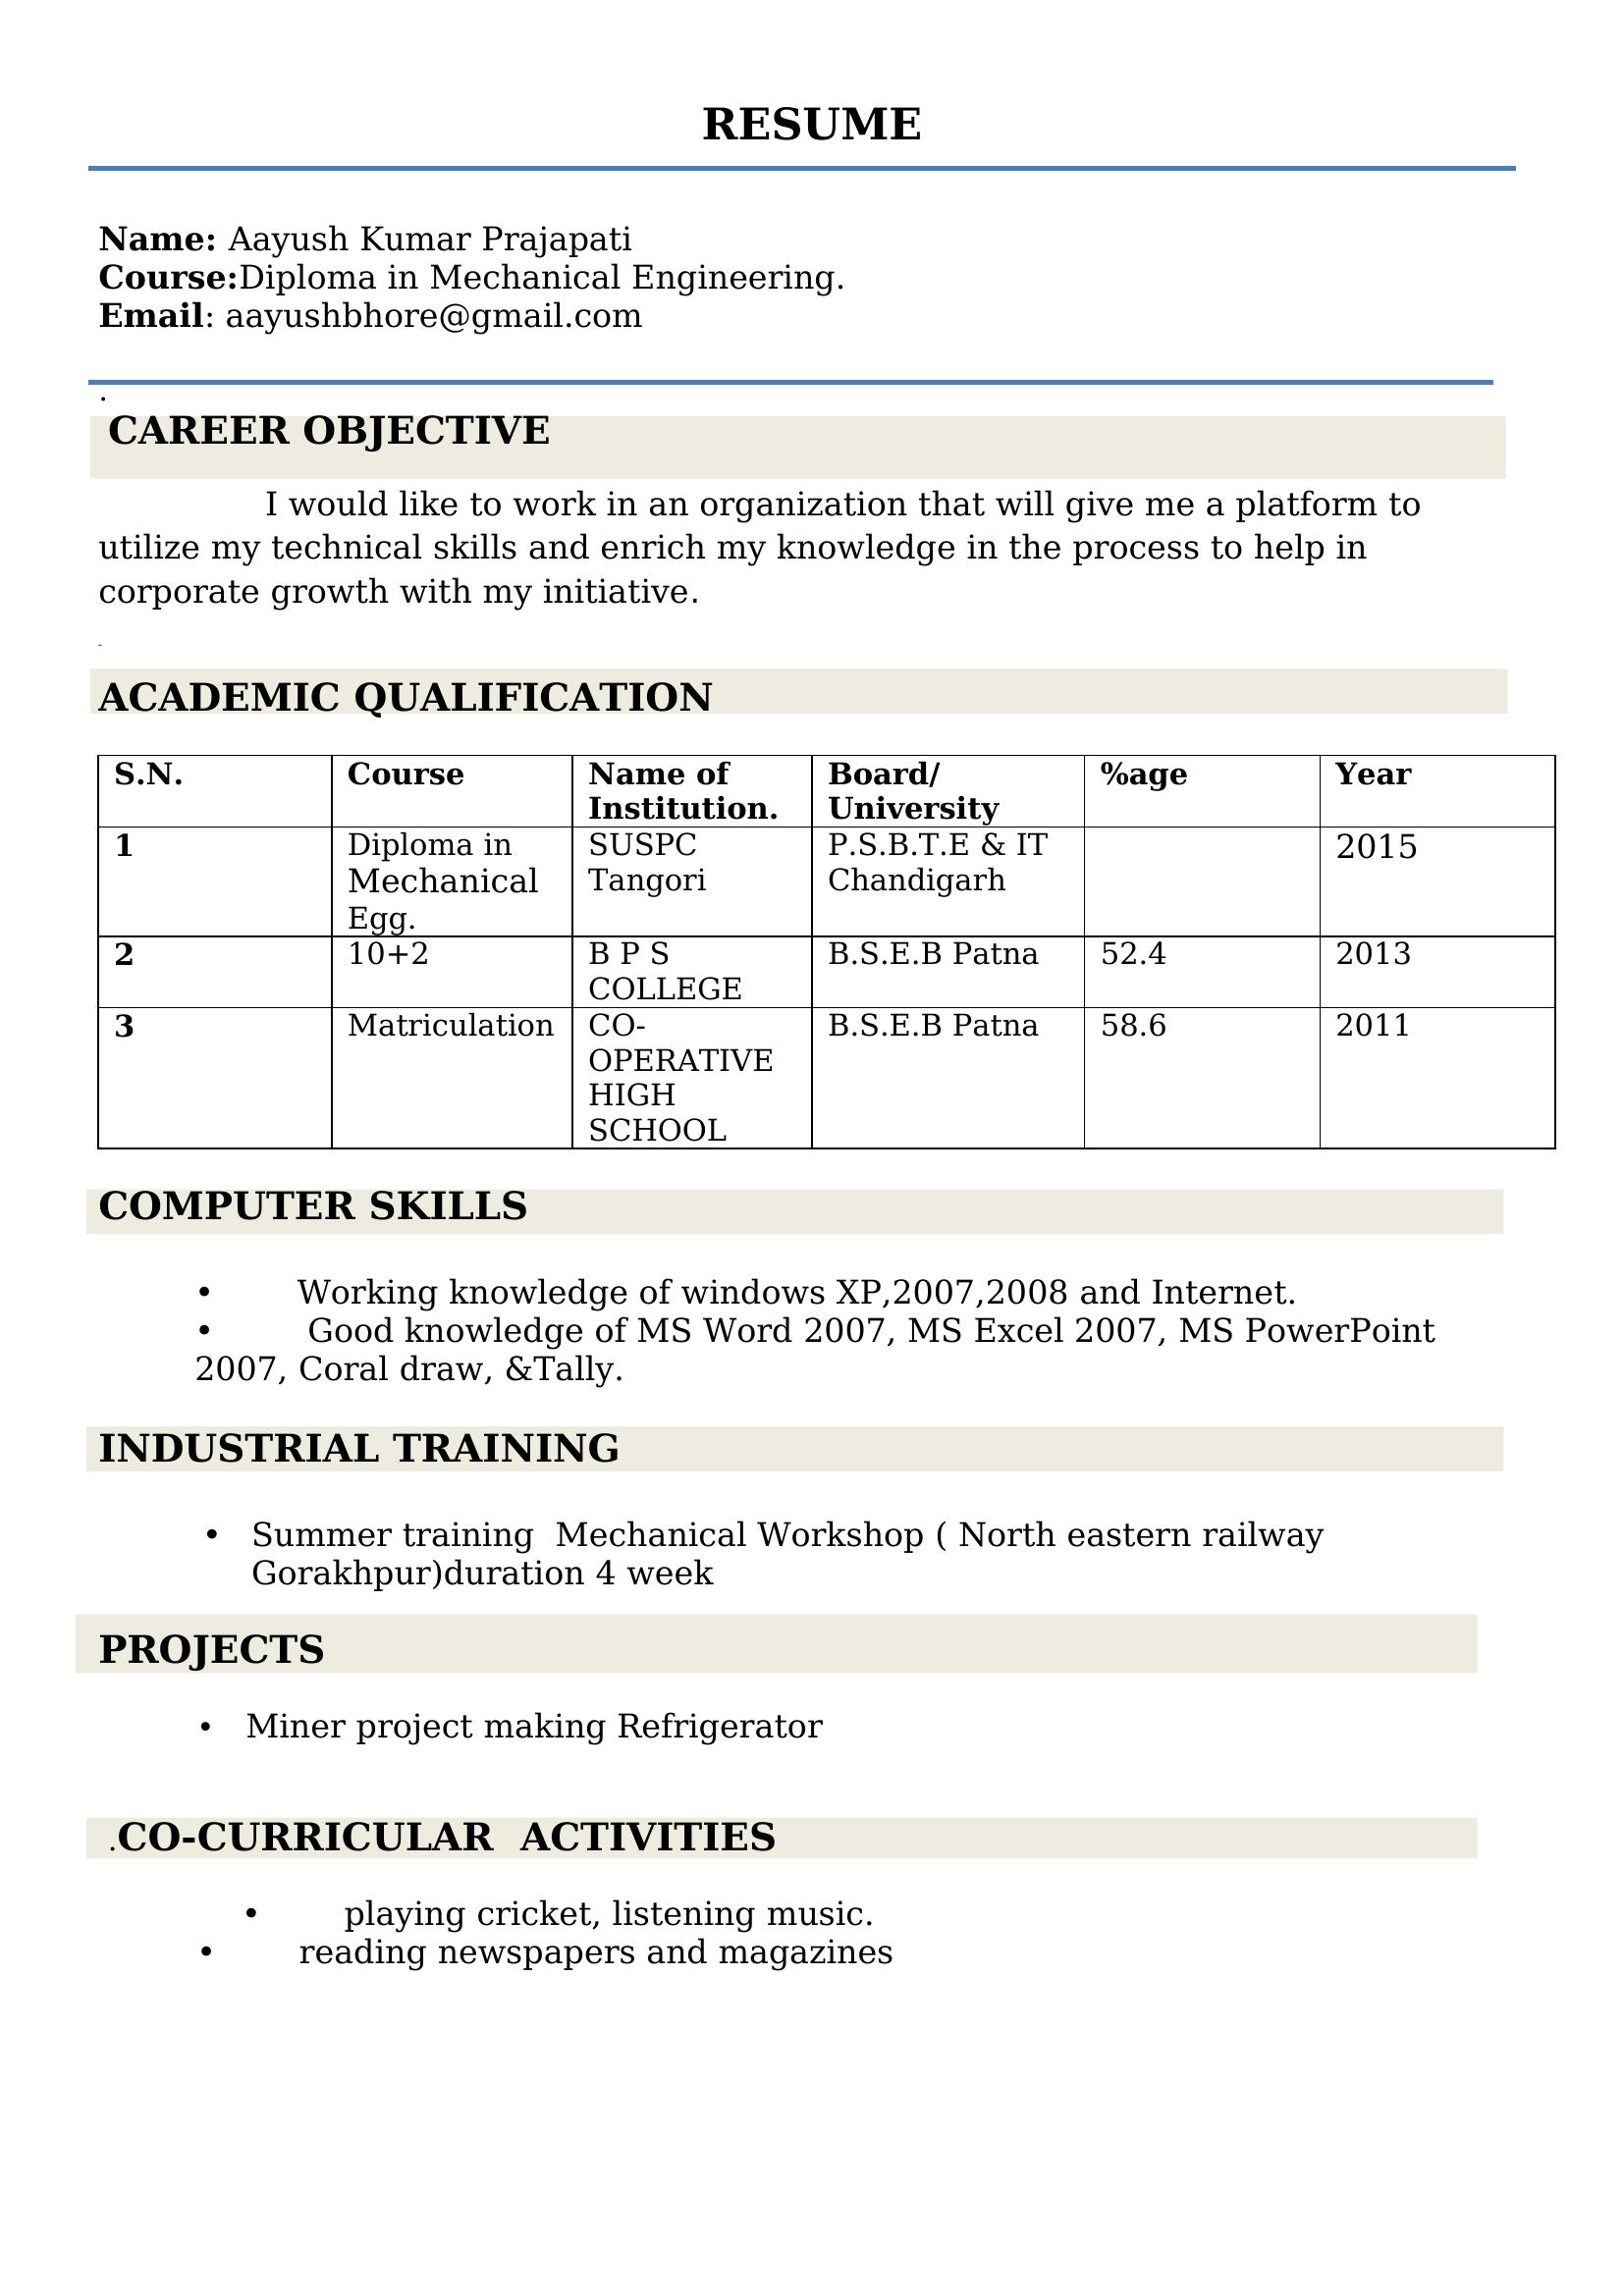 RESUME
Name: Aayush Kumar Prajapati
Course:Diploma in Mechanical Engineering.
Email: aayushbhore@gmail.com
.
CAREER OBJECTIVE
I would like to work in an organization that will give me a platform to
utilize my technical skills and enrich my knowledge in the process to help in
corporate growth with my initiative.
-
ACADEMIC QUALIFICATION
S.N. Course Name of Institution. Board/ University %age Year
1 Diploma in Mechanical Egg. SUSPC Tangori P.S.B.T.E & IT Chandigarh 2015
2 10+2 B P S COLLEGE B.S.E.B Patna 52.4 2013
3 Matriculation CO-OPERATIVE HIGH SCHOOL B.S.E.B Patna 58.6 2011
COMPUTER SKILLS
• Working knowledge of windows XP,2007,2008 and Internet.
• Good knowledge of MS Word 2007, MS Excel 2007, MS PowerPoint
2007, Coral draw, &Tally.
INDUSTRIAL TRAINING
• Summer training  Mechanical Workshop ( North eastern railway
Gorakhpur)duration 4 week
PROJECTS
• Miner project making Refrigerator
.CO-CURRICULAR  ACTIVITIES
• playing cricket, listening music.
• reading newspapers and magazines